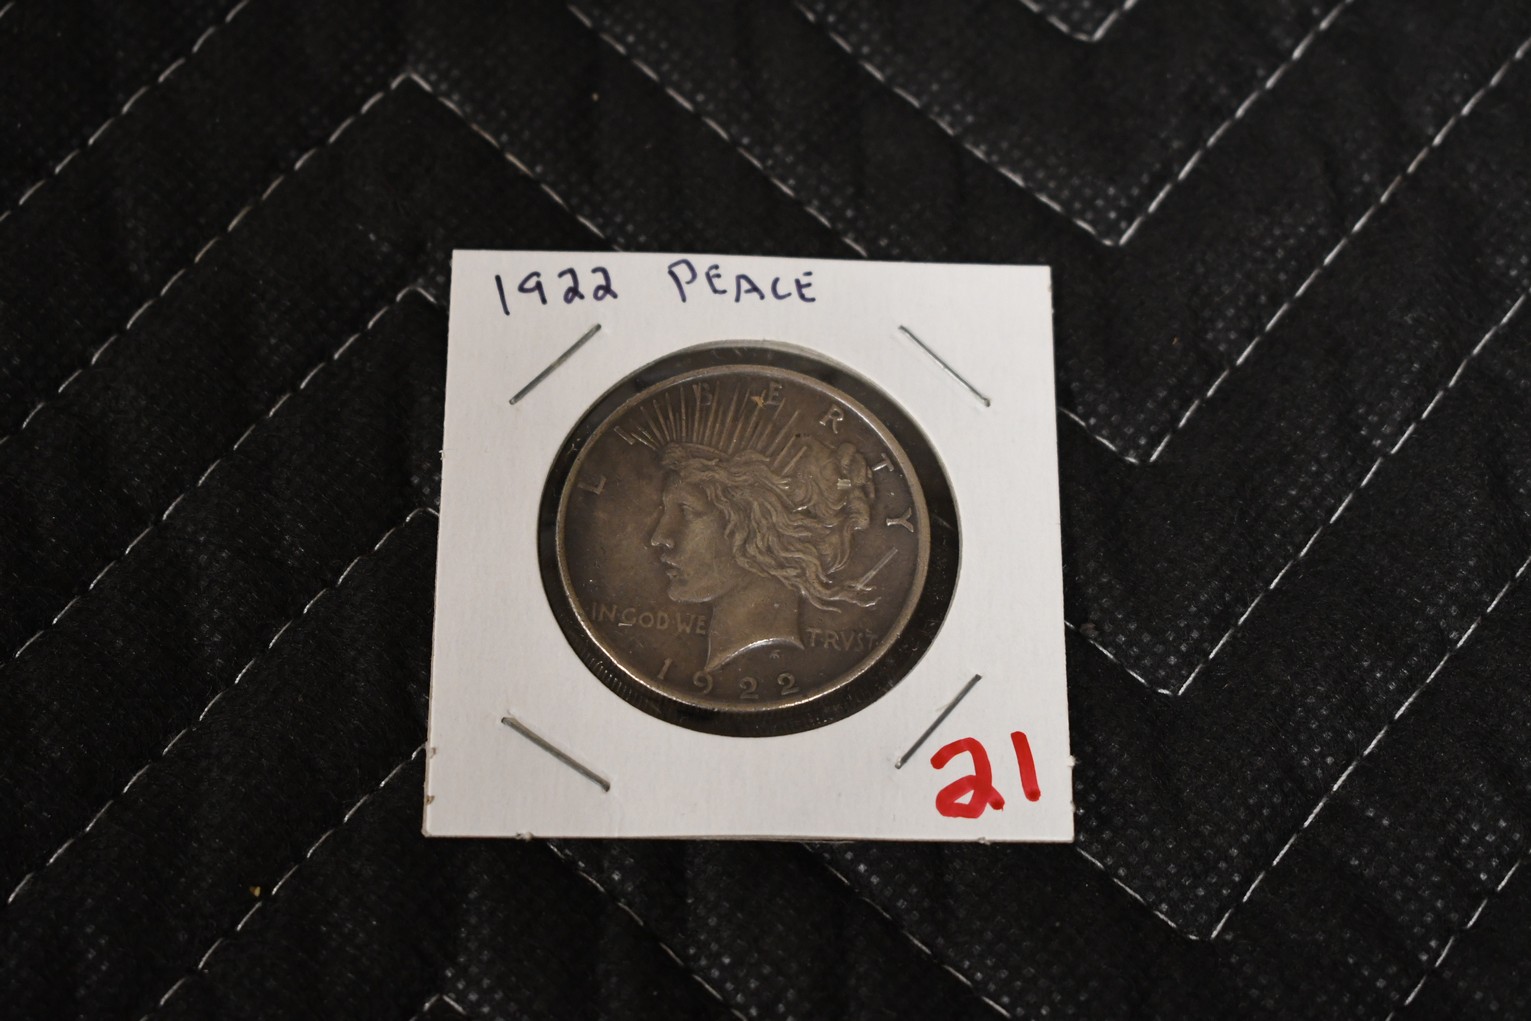 1922 PEACE
LIBERTY
IN GOD WE TRVST
1922
21